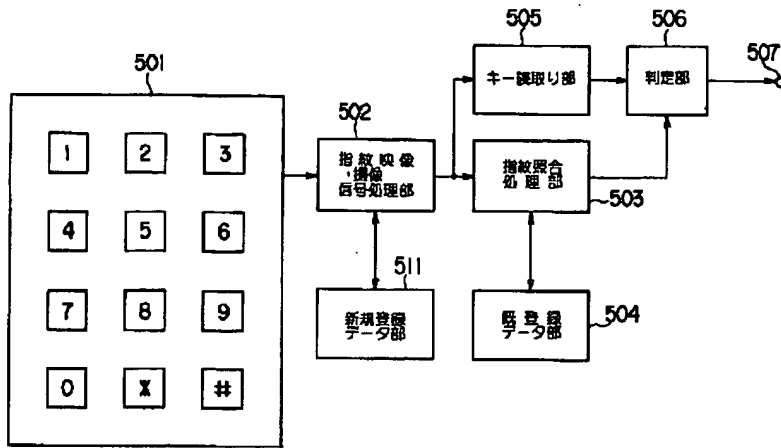 501
1 2 3
4 5 6
7 8 9
0 * #
502
指紋映像
・撮像
信号処理部
511
新規登録
データ部
505
キー読取り部
506
判定部
507
指紋照合
処理部
503
既登録
データ部
504